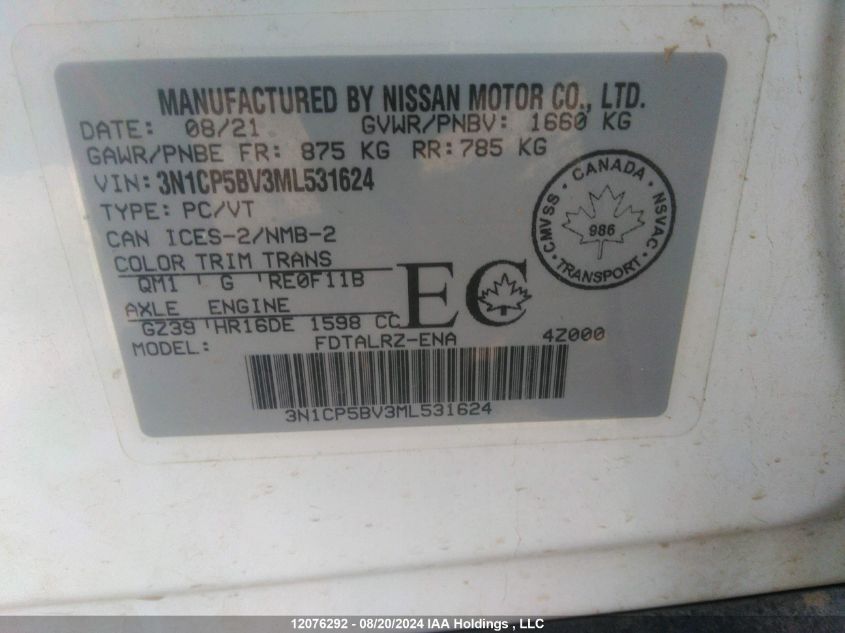 MANUFACTURED BY NISSAN MOTOR CO., LTD.
DATE: 08/21 GVWR/PNBV: 1660 KG
GAWR/PNBE FR: 875 KG RR:785 KG
VIN: 3N1CP5BV3ML531624
TYPE: PC/VT
CAN ICES-2/NMB-2
COLOR TRIM TRANS
QM1 G RE0F11B
AXLE ENGINE
GZ39 HR16DE 1598 CC
MODEL: FDTALRZ-ENA 4Z000
EC
CANADA
CMVSS NSVAC
986
TRANSPORT
3N1CP5BV3ML531624
12076292 - 08/20/2024 IAA Holdings , LLC